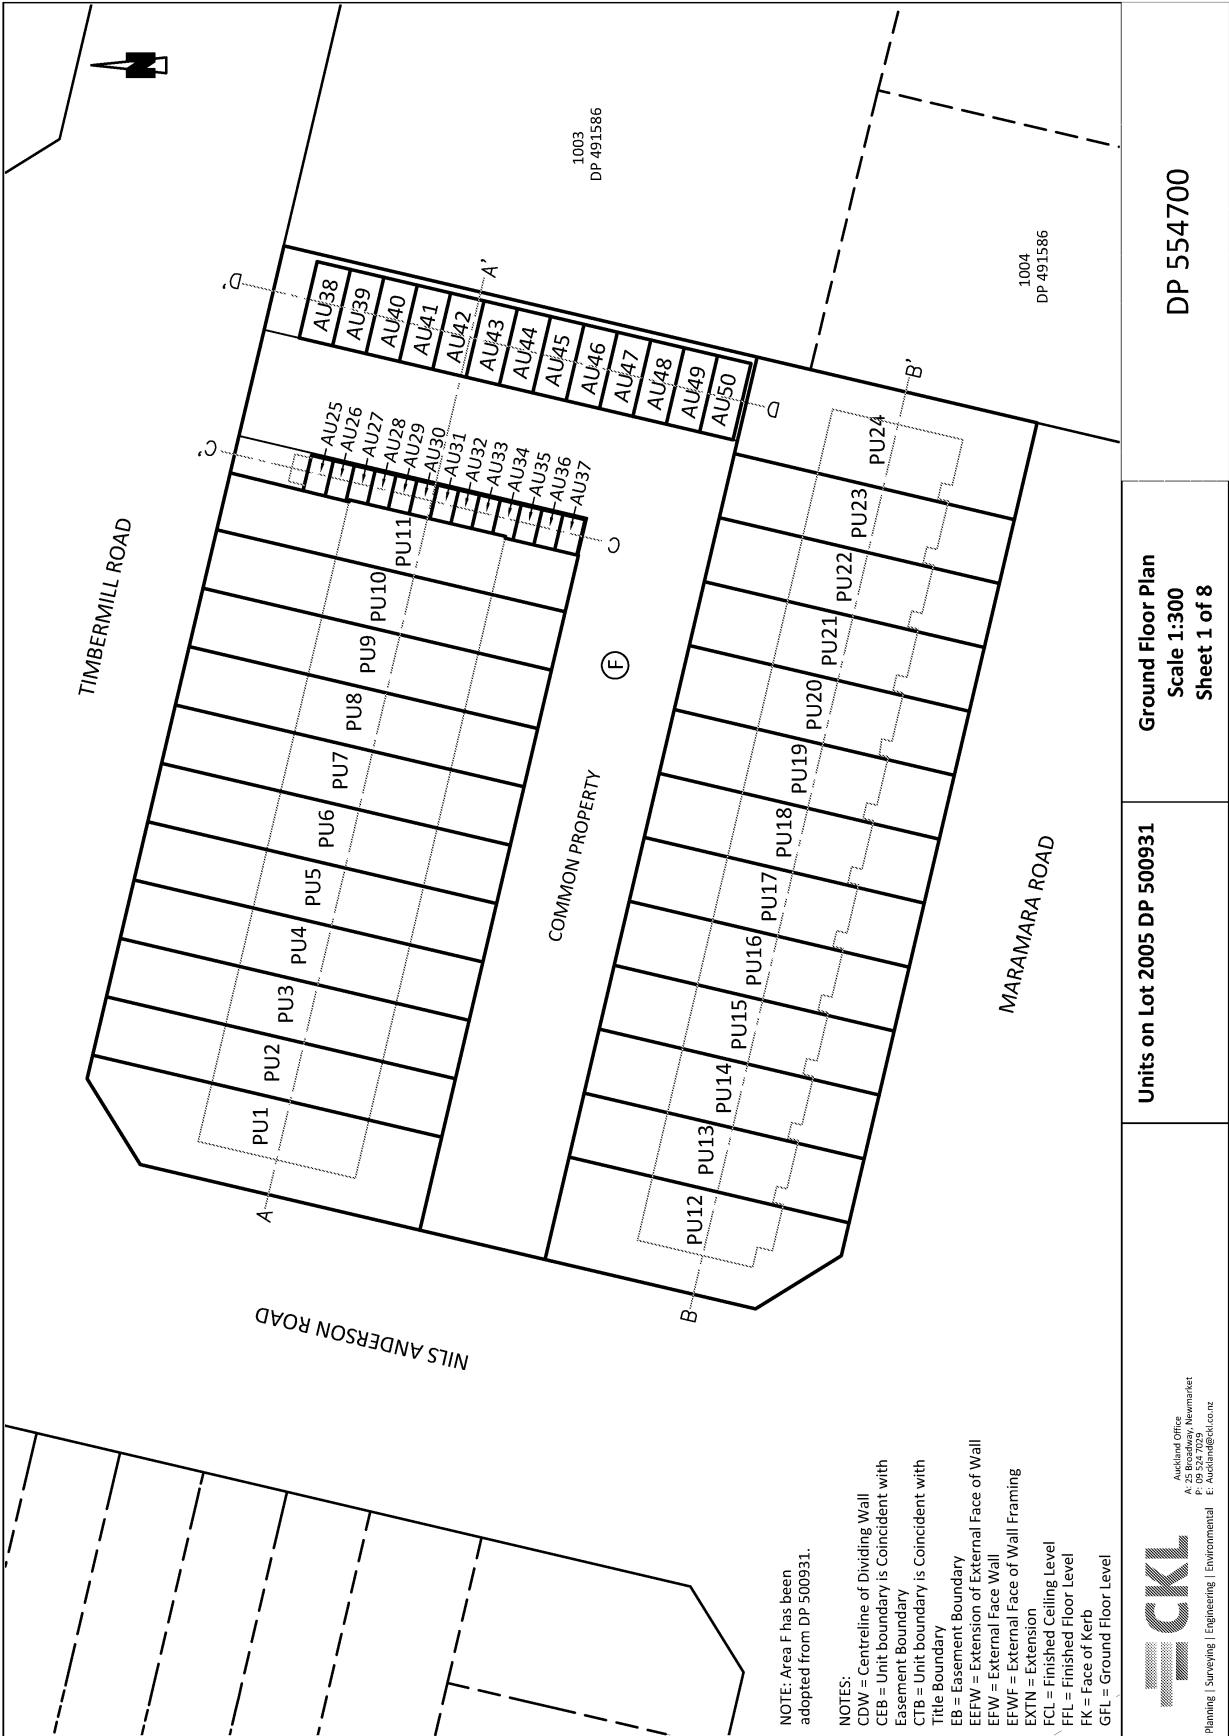 N
TIMBERMILL ROAD
NILS ANDERSON ROAD
MARAMARA ROAD
COMMON PROPERTY
F
1003
DP 491586
1004
DP 491586
A
A'
B
B'
C
C'
D
D'
PU1
PU2
PU3
PU4
PU5
PU6
PU7
PU8
PU9
PU10
PU11
PU12
PU13
PU14
PU15
PU16
PU17
PU18
PU19
PU20
PU21
PU22
PU23
PU24
AU25
AU26
AU27
AU28
AU29
AU30
AU31
AU32
AU33
AU34
AU35
AU36
AU37
AU38
AU39
AU40
AU41
AU42
AU43
AU44
AU45
AU46
AU47
AU48
AU49
AU50
NOTE: Area F has been
adopted from DP 500931.
NOTES:
CDW = Centreline of Dividing Wall
CEB = Unit boundary is Coincident with
Easement Boundary
CTB = Unit boundary is Coincident with
Title Boundary
EB = Easement Boundary
EEFW = Extension of External Face of Wall
EFW = External Face Wall
EFWF = External Face of Wall Framing
EXTN = Extension
FCL = Finished Ceiling Level
FFL = Finished Floor Level
FK = Face of Kerb
GFL = Ground Floor Level
CKL
Planning | Surveying | Engineering | Environmental
Auckland Office
A: 25 Broadway, Newmarket
P: 09 524 7029
E: Auckland@ckl.co.nz
Units on Lot 2005 DP 500931
Ground Floor Plan
Scale 1:300
Sheet 1 of 8
DP 554700